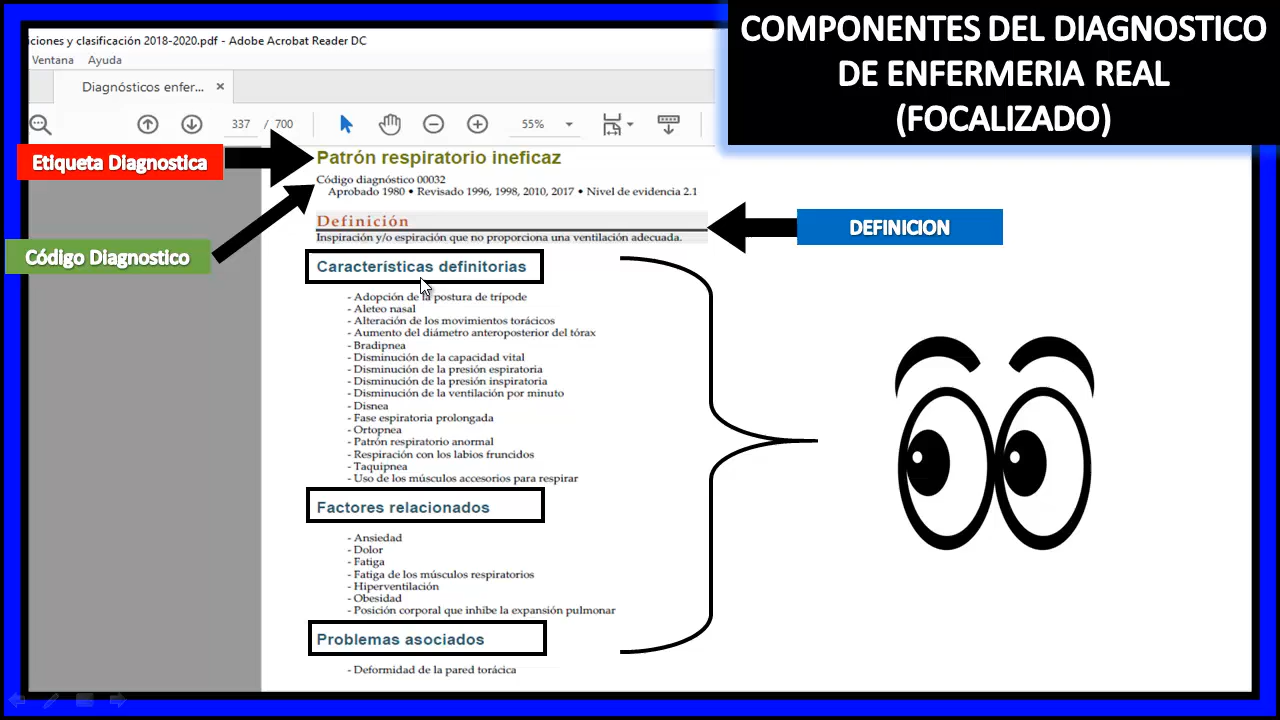 COMPONENTES DEL DIAGNOSTICO
DE ENFERMERIA REAL
(FOCALIZADO)
iciones y clasificación 2018-2020.pdf - Adobe Acrobat Reader DC
Ventana Ayuda
Diagnósticos enfer... ×
337 / 700 55%
Etiqueta Diagnostica
Patrón respiratorio ineficaz
Código diagnóstico 00032
Aprobado 1980 • Revisado 1996, 1998, 2010, 2017 • Nivel de evidencia 2.1
Código Diagnostico
Definición
DEFINICION
Inspiración y/o espiración que no proporciona una ventilación adecuada.
Características definitorias
- Adopción de la postura de trípode
- Aleteo nasal
- Alteración de los movimientos torácicos
- Aumento del diámetro anteroposterior del tórax
- Bradipnea
- Disminución de la capacidad vital
- Disminución de la presión espiratoria
- Disminución de la presión inspiratoria
- Disminución de la ventilación por minuto
- Disnea
- Fase espiratoria prolongada
- Ortopnea
- Patrón respiratorio anormal
- Respiración con los labios fruncidos
- Taquipnea
- Uso de los músculos accesorios para respirar
Factores relacionados
- Ansiedad
- Dolor
- Fatiga
- Fatiga de los músculos respiratorios
- Hiperventilación
- Obesidad
- Posición corporal que inhibe la expansión pulmonar
Problemas asociados
- Deformidad de la pared torácica